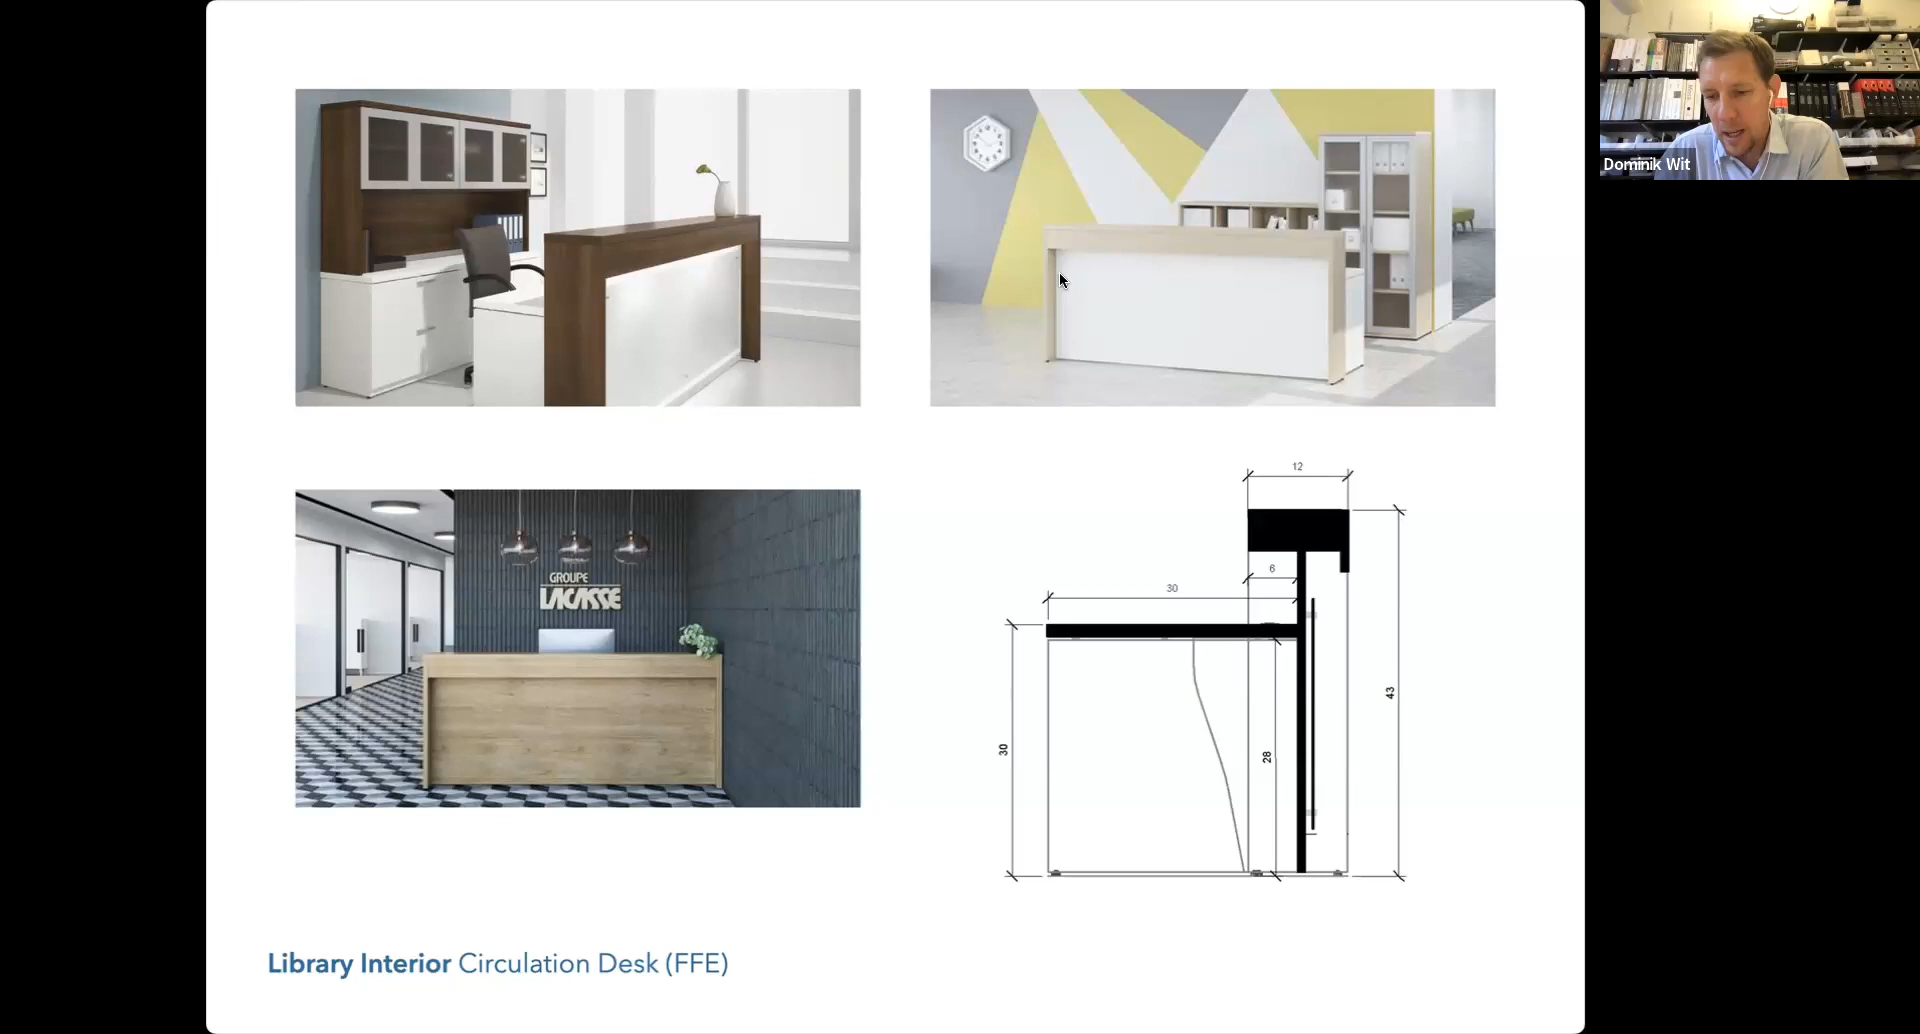 Dominik Wit
GROUPE
LACASSE
12
6
30
43
30
28
Library Interior Circulation Desk (FFE)